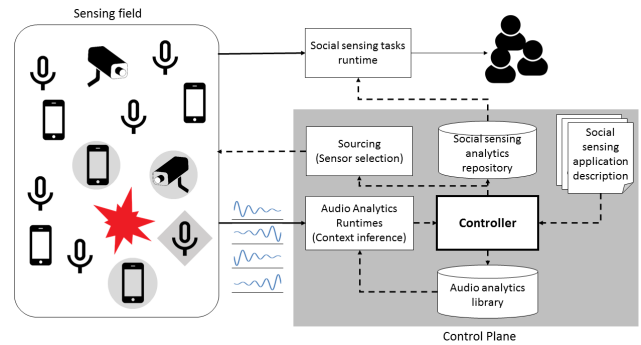 Sensing field
Social sensing tasks
runtime
Sourcing
(Sensor selection)
Social sensing
analytics
repository
Social
sensing
application
description
Audio Analytics
Runtimes
(Context inference)
Controller
Audio analytics
library
Control Plane